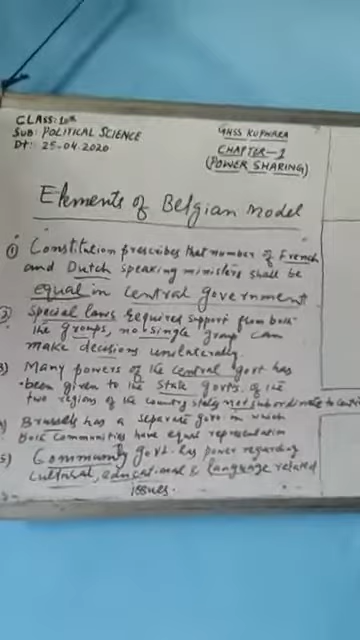 CLASS: 10th
SUB: POLITICAL SCIENCE
Dt: 25-04.2020
GHSS KUPWARA
CHAPTER-1
(POWER SHARING)
Elements of Belgian Model
① Constitution prescribes that number of French
and Dutch speaking ministers shall be
equal in central government
② Special laws required support from both
the groups, no single group can
make decisions unilaterally.
3) Many powers of the central govt has
been given to the state govts. of the
two regions of the country state not subordinate to
) Brussels has a separate govt in which
both communities have equal representation
5) Community govt. has power regarding
cultural, educational & language related
issues.